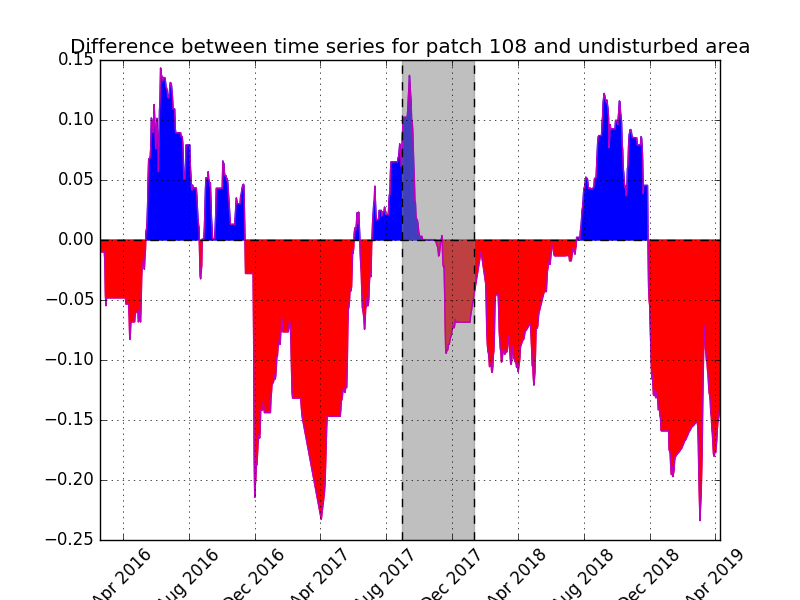 Difference between time series for patch 108 and undisturbed area
0.15
0.10
0.05
0.00
−0.05
−0.10
−0.15
−0.20
−0.25
Apr 2016
Aug 2016
Dec 2016
Apr 2017
Aug 2017
Dec 2017
Apr 2018
Aug 2018
Dec 2018
Apr 2019